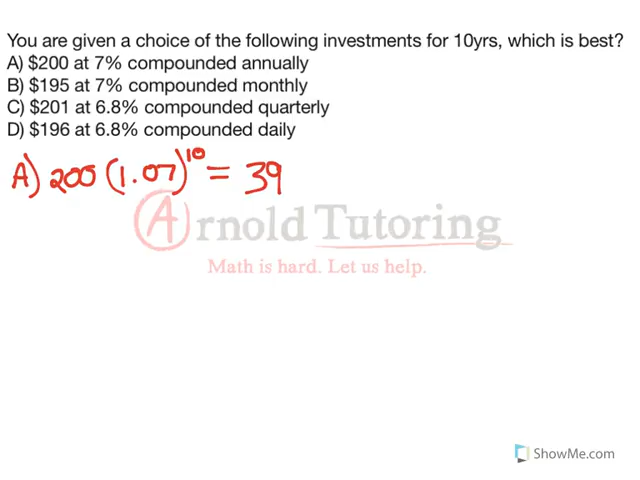 You are given a choice of the following investments for 10yrs, which is best?
A) $200 at 7% compounded annually
B) $195 at 7% compounded monthly
C) $201 at 6.8% compounded quarterly
D) $196 at 6.8% compounded daily
A) 200 (1.07)^10 = 39
Arnold Tutoring
Math is hard. Let us help.
ShowMe.com